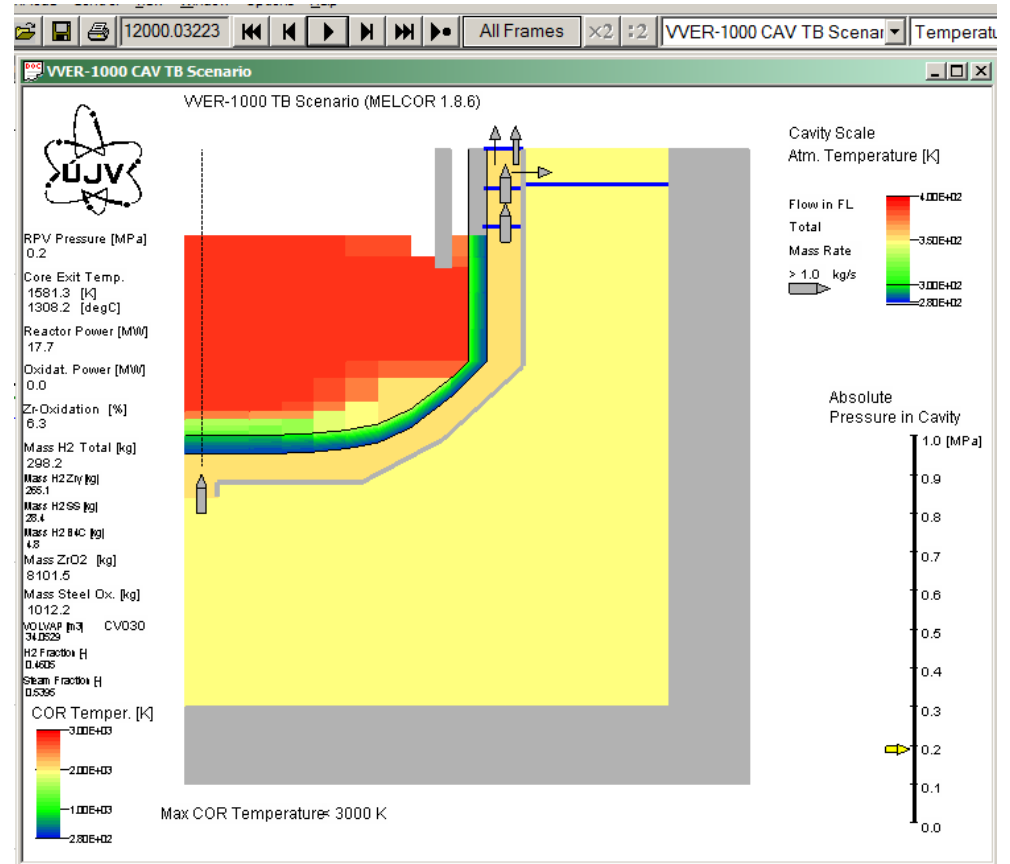 12000.03223
All Frames
×2
:2
VVER-1000 CAV TB Scenar
Temperatu
VVER-1000 CAV TB Scenario
VVER-1000 TB Scenario (MELCOR 1.8.6)
ÚJV
Cavity Scale
Atm. Temperature [K]
Flow in FL
Total
Mass Rate
> 1.0 kg/s
4.00E+02
3.50E+02
3.00E+02
2.80E+02
RPV Pressure [MPa]
0.2
Core Exit Temp.
1581.3 [K]
1308.2 [degC]
Reactor Power [MW]
17.7
Oxidat. Power [MW]
0.0
Zr-Oxidation [%]
6.3
Mass H2 Total [kg]
298.2
Mass H2 Zry [kg]
265.1
Mass H2 SS [kg]
28.4
Mass H2 B4C [kg]
4.8
Mass ZrO2 [kg]
8101.5
Mass Steel Ox. [kg]
1012.2
VOLVAP [m3] CV030
34.0529
H2 Fraction [-]
0.4605
Steam Fraction [-]
0.5395
COR Temper. [K]
3.00E+03
2.00E+03
1.00E+03
2.80E+02
Max COR Temperature< 3000 K
Absolute
Pressure in Cavity
1.0 [MPa]
0.9
0.8
0.7
0.6
0.5
0.4
0.3
0.2
0.1
0.0